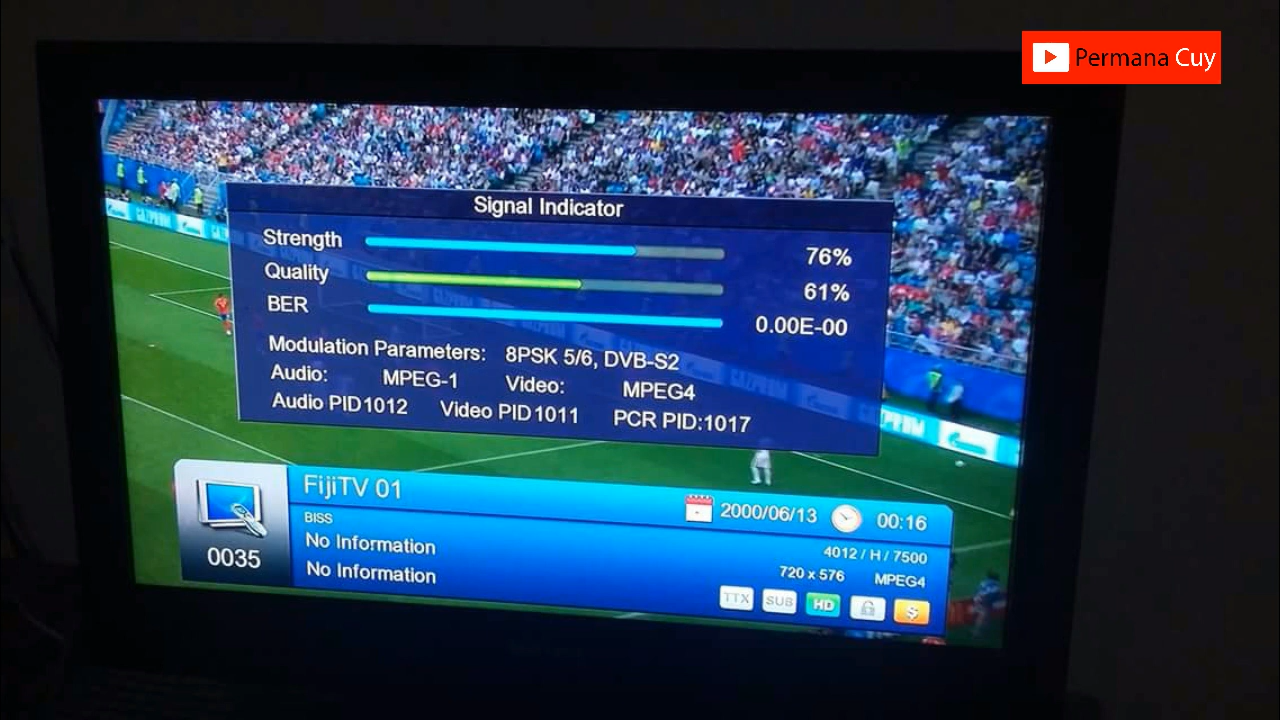 Permana Cuy
Signal Indicator
Strength 76%
Quality 61%
BER 0.00E-00
Modulation Parameters: 8PSK 5/6, DVB-S2
Audio: MPEG-1 Video: MPEG4
Audio PID1012 Video PID1011 PCR PID:1017
GAZPROM
FijiTV 01
2000/06/13 00:16
BISS
No Information
4012 / H / 7500
No Information
720 x 576 MPEG4
0035
TTX SUB HD $